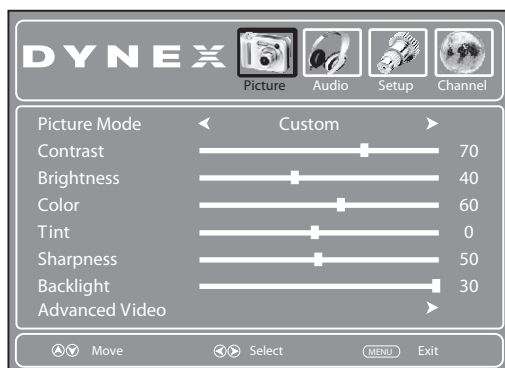 DYNEX
Picture Audio Setup Channel
Picture Mode Custom
Contrast 70
Brightness 40
Color 60
Tint 0
Sharpness 50
Backlight 30
Advanced Video
Move Select MENU Exit